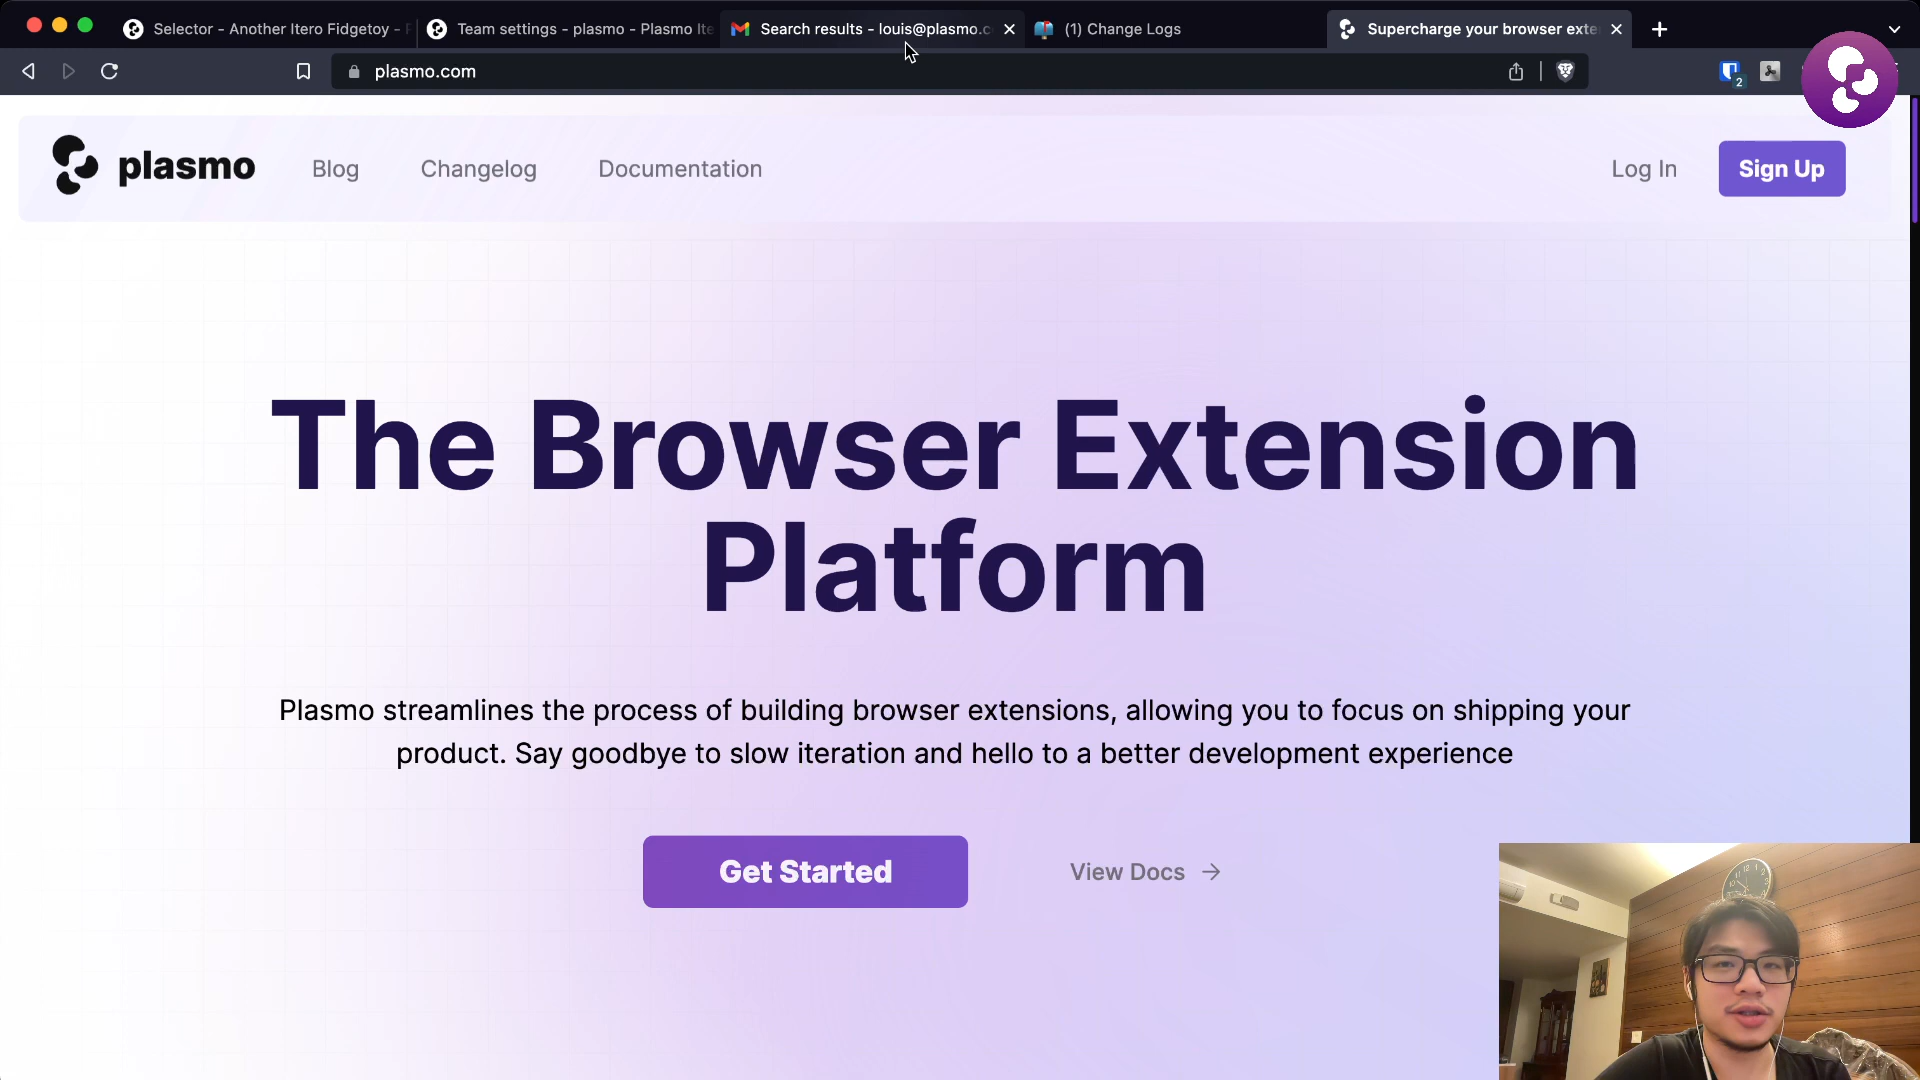 Selector - Another Itero Fidgetoy -
Team settings - plasmo - Plasmo Ite
Search results - louis@plasmo.c
(1) Change Logs
Supercharge your browser exte
plasmo.com
2
plasmo
Blog
Changelog
Documentation
Log In
Sign Up
The Browser Extension
Platform
Plasmo streamlines the process of building browser extensions, allowing you to focus on shipping your
product. Say goodbye to slow iteration and hello to a better development experience
Get Started
View Docs →